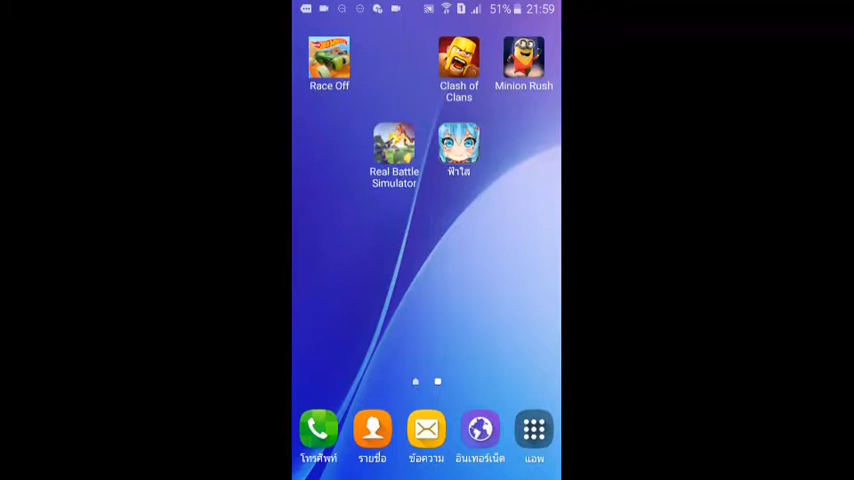 51% 21:59
Race Off
Clash of
Clans
Minion Rush
Real Battle
Simulator
ฟ้าใส
โทรศัพท์
รายชื่อ
ข้อความ
อินเทอร์เน็ต
แอพ